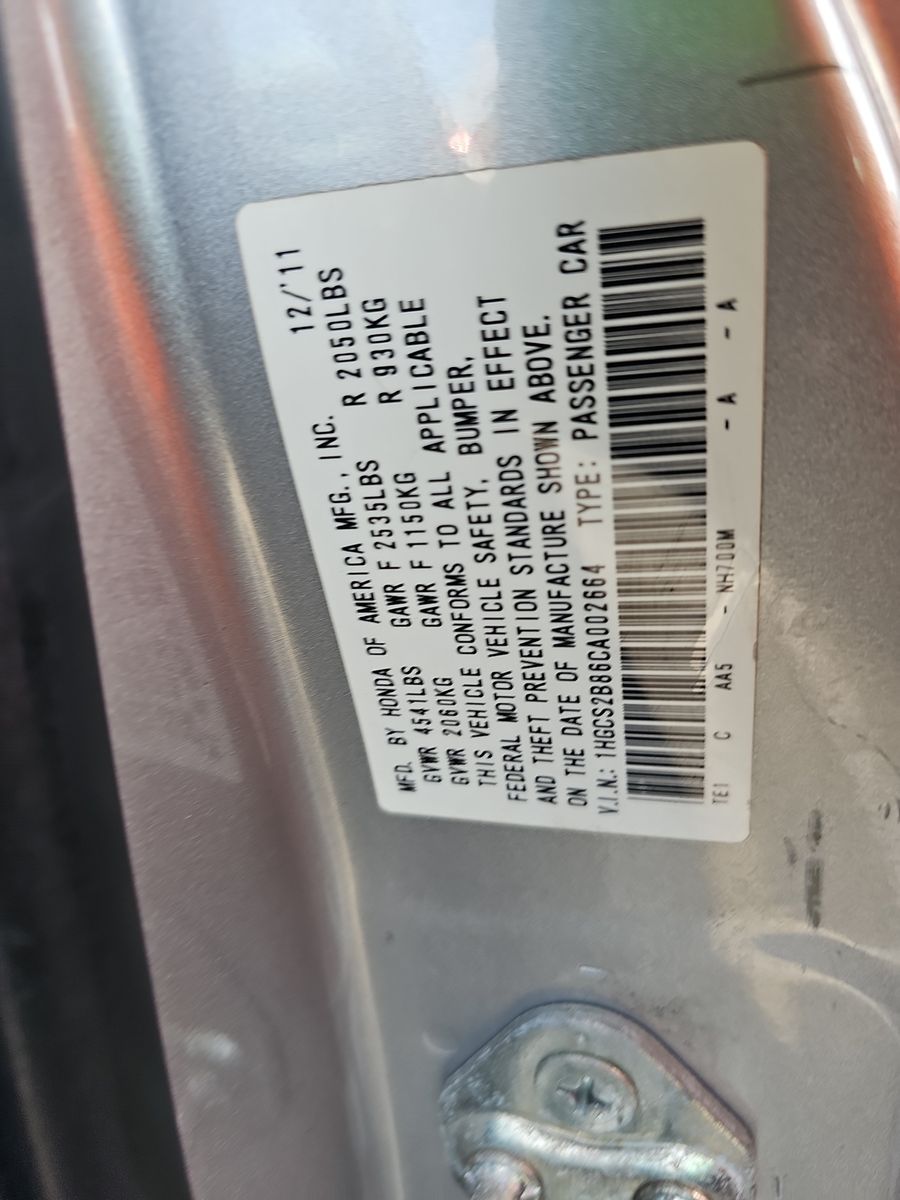 MFD. BY HONDA OF AMERICA MFG., INC. 12/'11
GVWR 4541LBS GAWR F 2535LBS R 2050LBS
GVWR 2060KG GAWR F 1150KG R 930KG
THIS VEHICLE CONFORMS TO ALL APPLICABLE
FEDERAL MOTOR VEHICLE SAFETY, BUMPER,
AND THEFT PREVENTION STANDARDS IN EFFECT
ON THE DATE OF MANUFACTURE SHOWN ABOVE.
V.I.N.: 1HGCS2B86CA002664 TYPE: PASSENGER CAR
TE1 C AA5 - NH700M - A - A